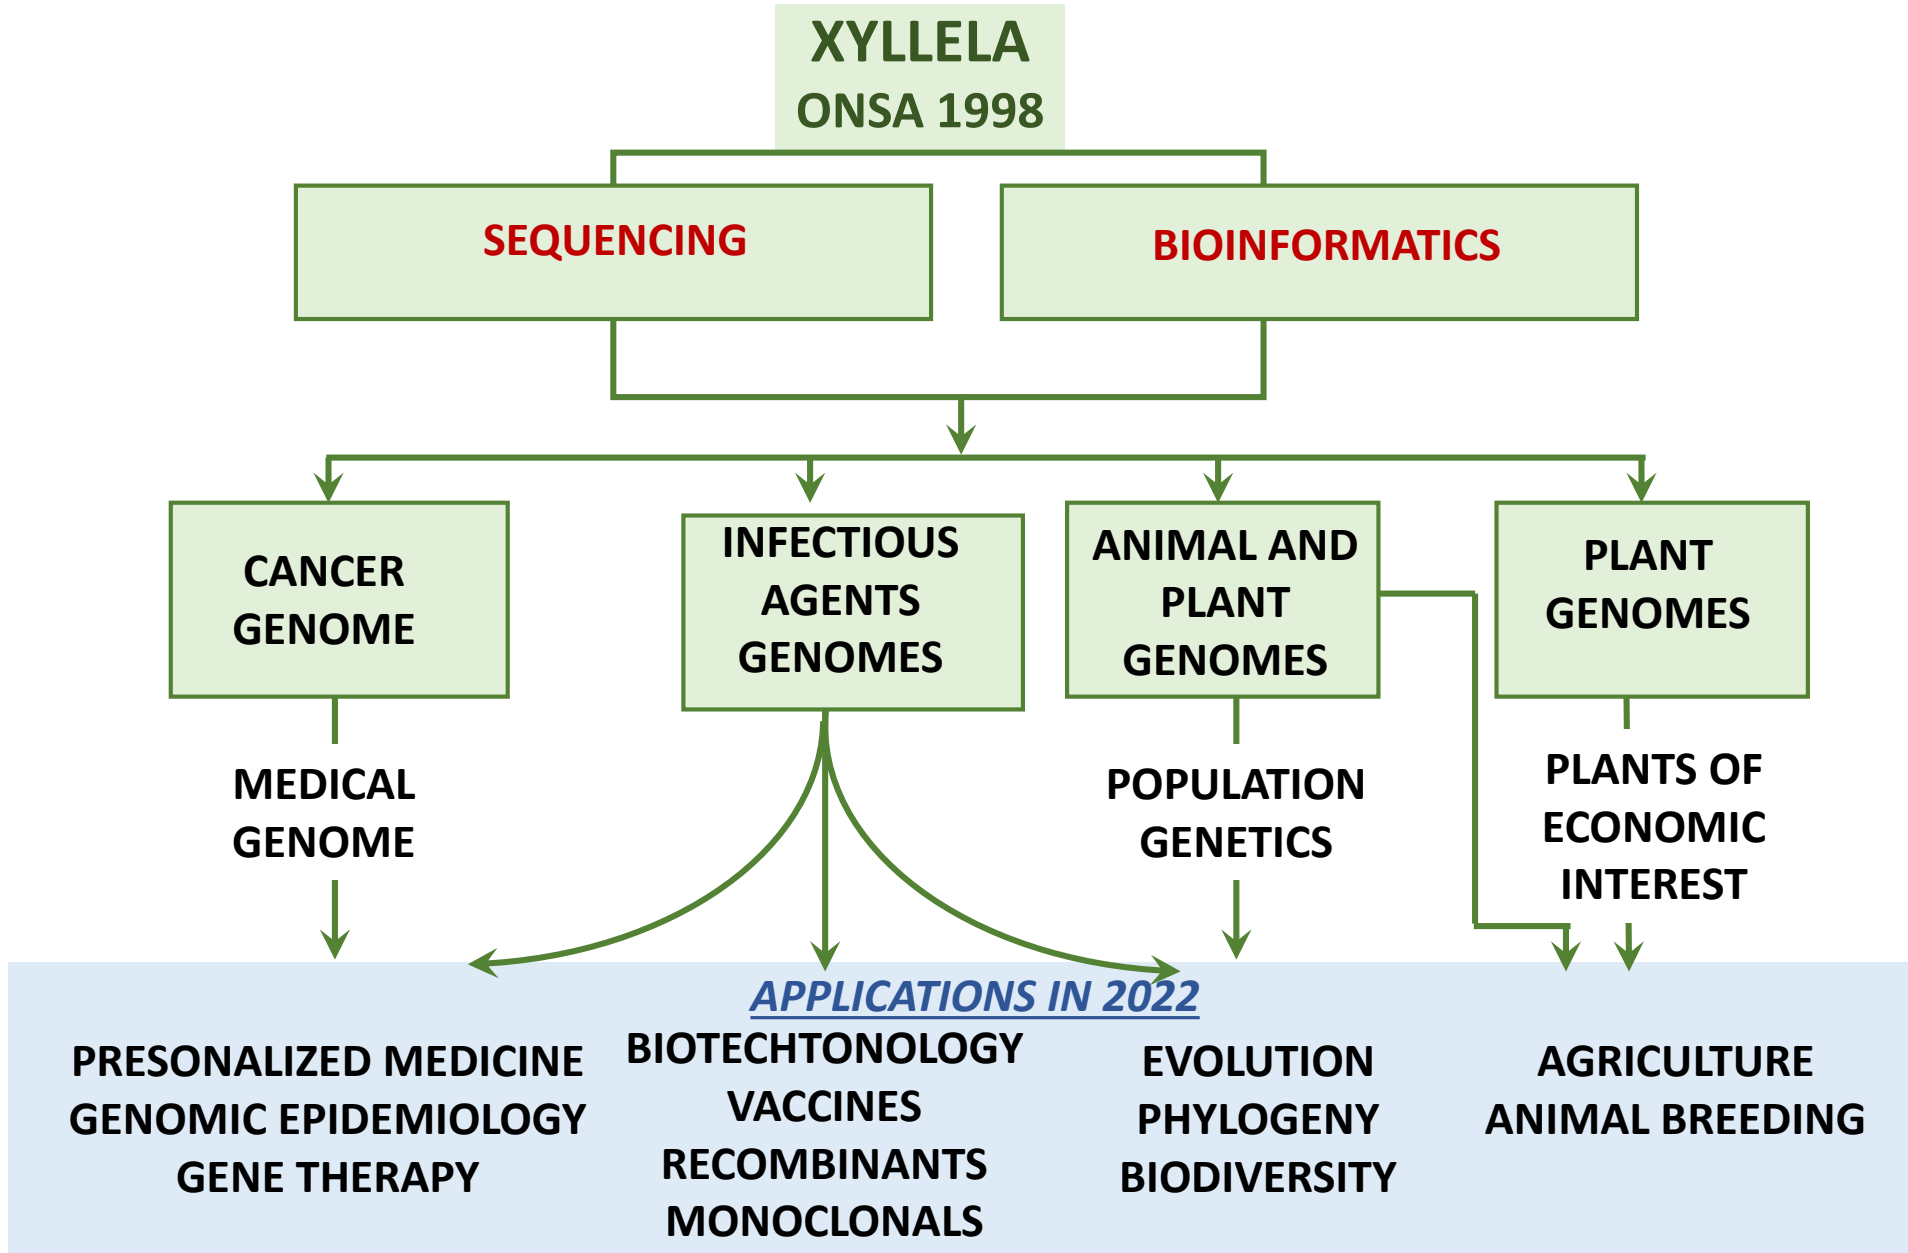 XYLLELA
ONSA 1998
SEQUENCING
BIOINFORMATICS
CANCER
GENOME
INFECTIOUS
AGENTS
GENOMES
ANIMAL AND
PLANT
GENOMES
PLANT
GENOMES
MEDICAL
GENOME
POPULATION
GENETICS
PLANTS OF
ECONOMIC
INTEREST
APPLICATIONS IN 2022
PRESONALIZED MEDICINE
GENOMIC EPIDEMIOLOGY
GENE THERAPY
BIOTECHTONOLOGY
VACCINES
RECOMBINANTS
MONOCLONALS
EVOLUTION
PHYLOGENY
BIODIVERSITY
AGRICULTURE
ANIMAL BREEDING